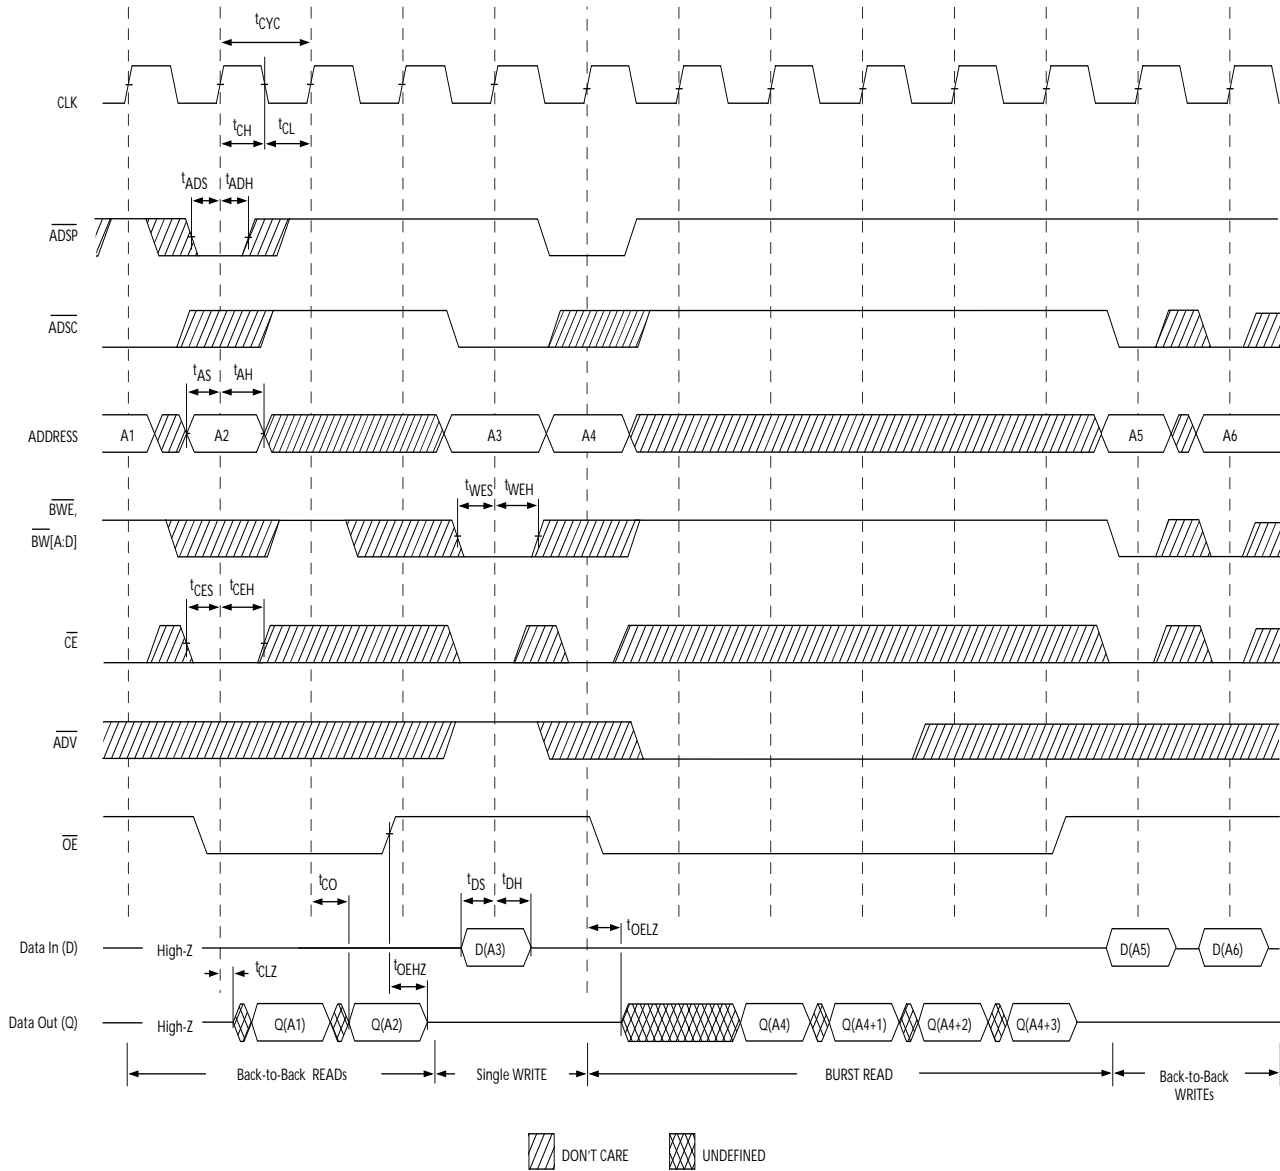 tCYC
CLK
tCH
tCL
tADS
tADH
ADSP
ADSC
tAS
tAH
ADDRESS
A1
A2
A3
A4
A5
A6
tWES
tWEH
BWE,
BW[A:D]
tCES
tCEH
CE
ADV
OE
tCO
tDS
tDH
tOELZ
Data In (D)
High-Z
D(A3)
D(A5)
D(A6)
tCLZ
tOEHZ
Data Out (Q)
High-Z
Q(A1)
Q(A2)
Q(A4)
Q(A4+1)
Q(A4+2)
Q(A4+3)
Back-to-Back READs
Single WRITE
BURST READ
Back-to-Back
WRITEs
DON'T CARE
UNDEFINED